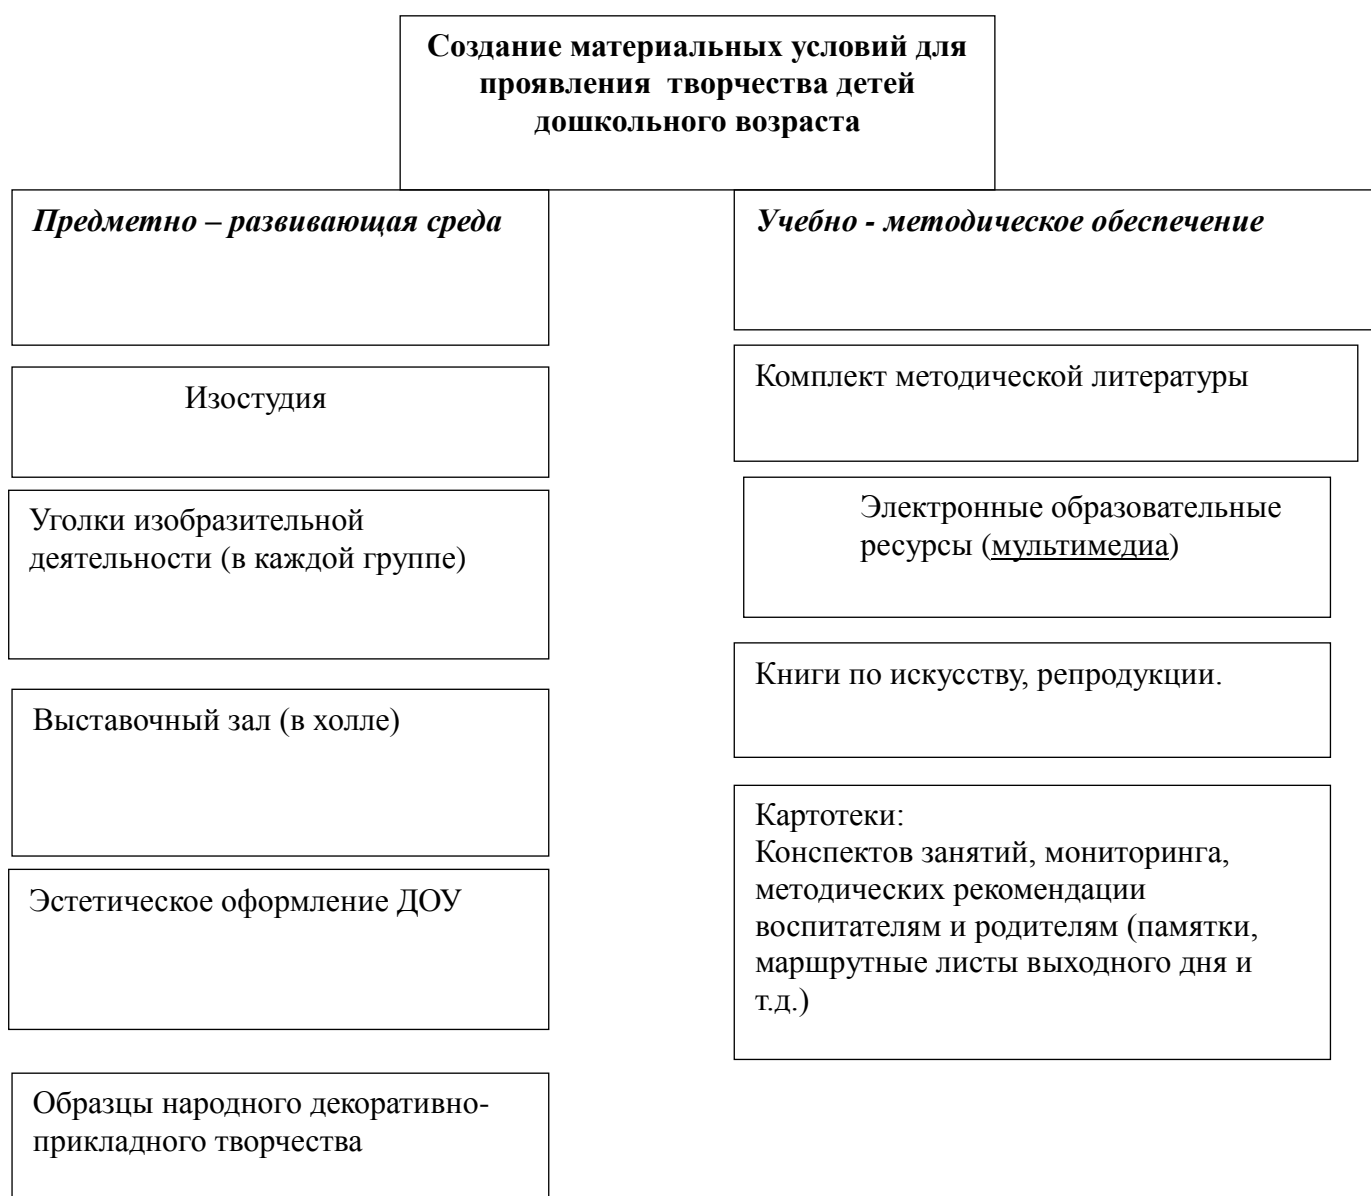 Создание материальных условий для
проявления творчества детей
дошкольного возраста
Предметно – развивающая среда
Изостудия
Уголки изобразительной
деятельности (в каждой группе)
Выставочный зал (в холле)
Эстетическое оформление ДОУ
Образцы народного декоративно-
прикладного творчества
Учебно - методическое обеспечение
Комплект методической литературы
Электронные образовательные
ресурсы (мультимедиа)
Книги по искусству, репродукции.
Картотеки:
Конспектов занятий, мониторинга,
методических рекомендации
воспитателям и родителям (памятки,
маршрутные листы выходного дня и
т.д.)